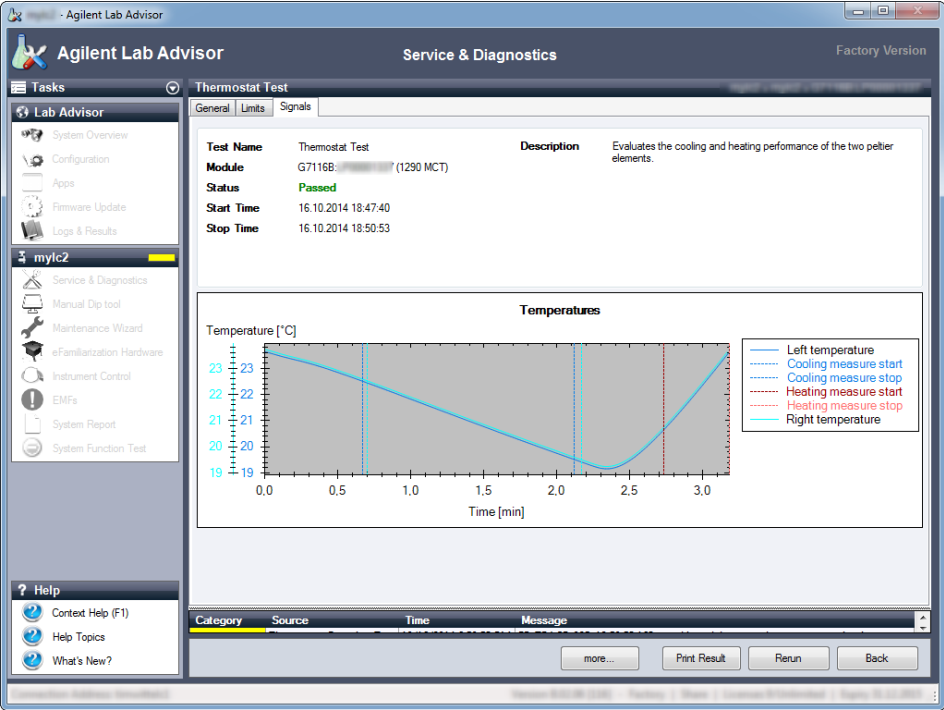 - Agilent Lab Advisor
Agilent Lab Advisor
Service & Diagnostics
Factory Version
Tasks
Thermostat Test
General Limits Signals
Lab Advisor
System Overview
Configuration
Apps
Firmware Update
Logs & Results
mylc2
Service & Diagnostics
Manual Dip tool
Maintenance Wizard
eFamiliarization Hardware
Instrument Control
EMFs
System Report
System Function Test
Test Name Themostat Test
Module G7116B: (1290 MCT)
Status Passed
Start Time 16.10.2014 18:47:40
Stop Time 16.10.2014 18:50:53
Description Evaluates the cooling and heating perfomance of the two peltier
elements.
Temperatures
Temperature [°C]
23 23
22 22
21 21
20 20
19 19
0,0 0,5 1,0 1,5 2,0 2,5 3,0
Time [min]
Left temperature
Cooling measure start
Cooling measure stop
Heating measure start
Heating measure stop
Right temperature
? Help
Context Help (F1)
Help Topics
What's New?
Category Source Time Message
more... Print Result Rerun Back